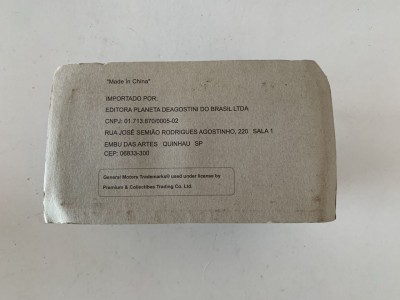 "Made in China"
IMPORTADO POR:
EDITORA PLANETA DEAGOSTINI DO BRASIL LTDA
CNPJ: 01.713.670/0005-02
RUA JOSÉ SEMIÃO RODRIGUES AGOSTINHO, 220 SALA 1
EMBU DAS ARTES QUINHAU SP
CEP: 06833-300
General Motors Trademarks® used under license by
Premium & Collectibles Trading Co. Ltd